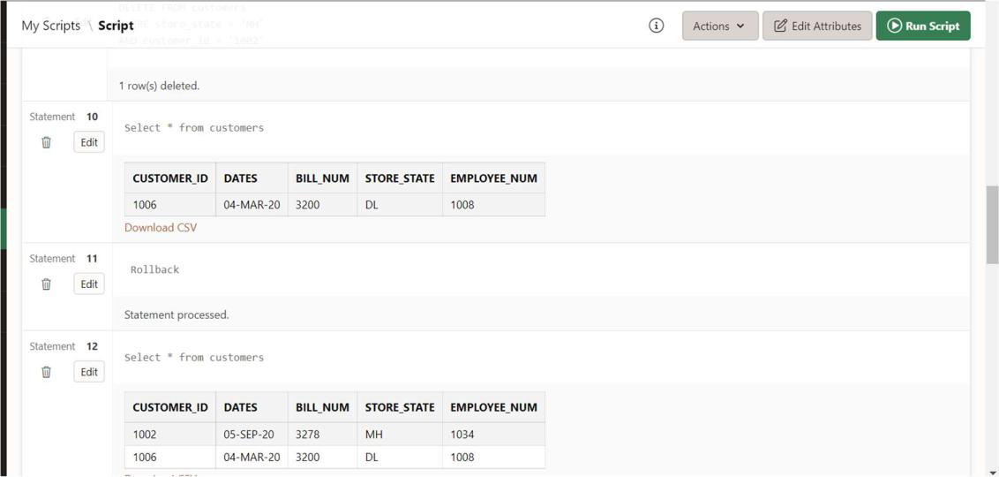 DELETE FROM customers
My Scripts \ Script
WHERE store_state = 'MH'
AND customer_id = '1002'
Actions
Edit Attributes
Run Script
1 row(s) deleted.
Statement 10
Edit
Select * from customers
CUSTOMER_ID DATES BILL_NUM STORE_STATE EMPLOYEE_NUM
1006 04-MAR-20 3200 DL 1008
Download CSV
Statement 11
Edit
Rollback
Statement processed.
Statement 12
Edit
Select * from customers
CUSTOMER_ID DATES BILL_NUM STORE_STATE EMPLOYEE_NUM
1002 05-SEP-20 3278 MH 1034
1006 04-MAR-20 3200 DL 1008
Download CSV